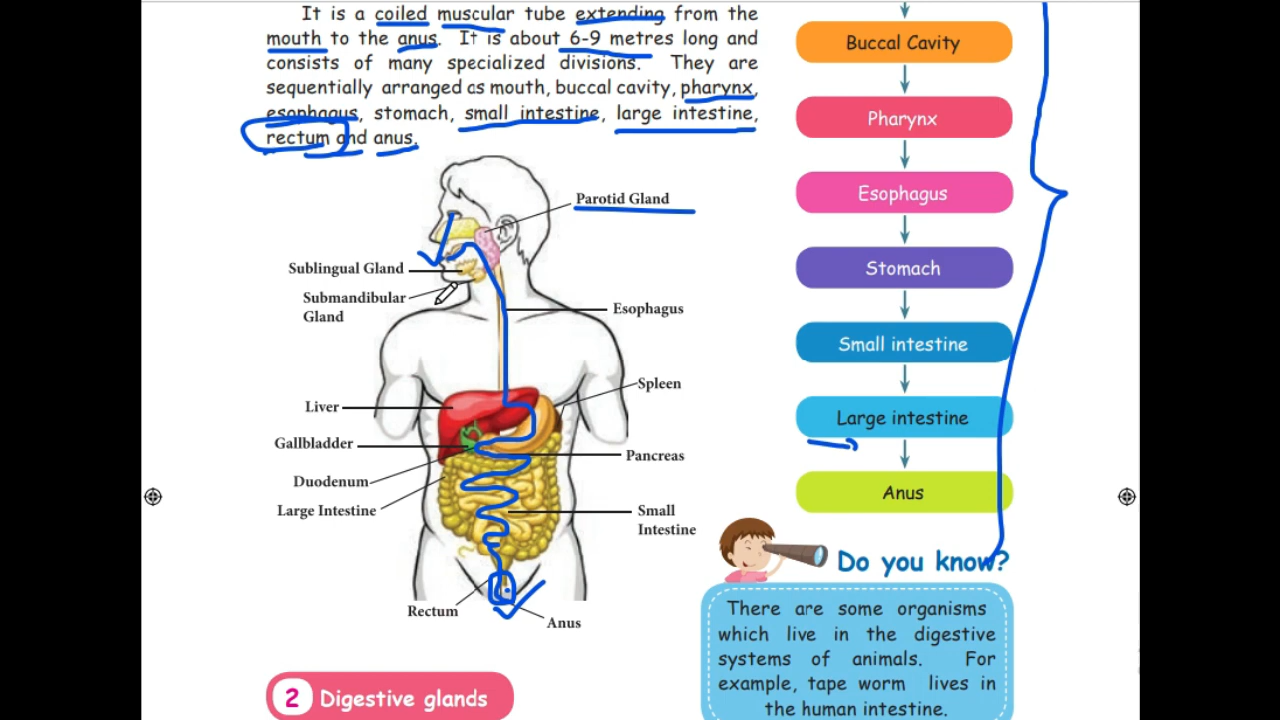 It is a coiled muscular tube extending from the
mouth to the anus. It is about 6-9 metres long and
consists of many specialized divisions. They are
sequentially arranged as mouth, buccal cavity, pharynx,
esophagus, stomach, small intestine, large intestine,
rectum and anus.
Parotid Gland
Sublingual Gland
Submandibular
Gland
Esophagus
Spleen
Liver
Gallbladder
Pancreas
Duodenum
Large Intestine
Small
Intestine
Rectum
Anus
2 Digestive glands
Buccal Cavity
Pharynx
Esophagus
Stomach
Small intestine
Large intestine
Anus
Do you know?
There are some organisms
which live in the digestive
systems of animals. For
example, tape worm lives in
the human intestine.